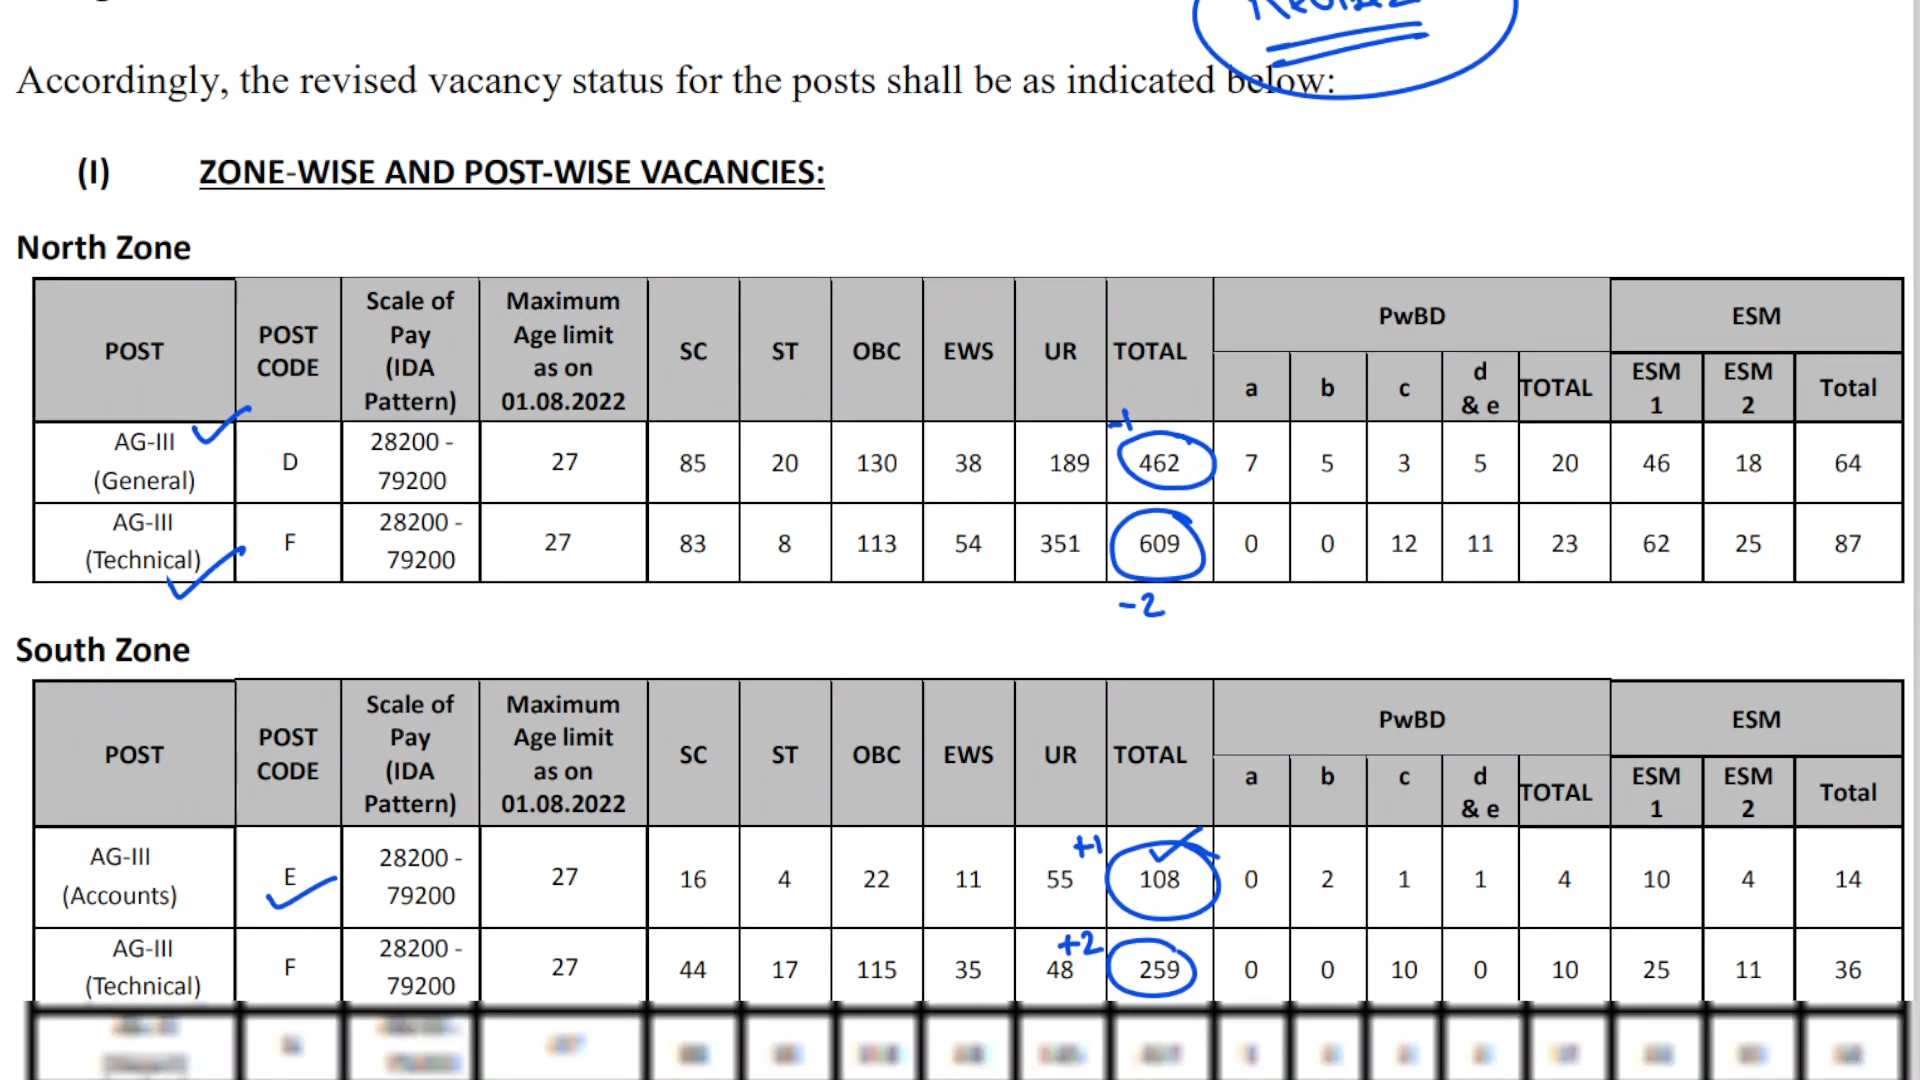 Revised
Accordingly, the revised vacancy status for the posts shall be as indicated below:
(I) ZONE-WISE AND POST-WISE VACANCIES:
North Zone
POST POST CODE Scale of Pay (IDA Pattern) Maximum Age limit as on 01.08.2022 SC ST OBC EWS UR TOTAL PwBD ESM
a b c d & e TOTAL ESM 1 ESM 2 Total
-1
AG-III (General) D 28200 - 79200 27 85 20 130 38 189 462 7 5 3 5 20 46 18 64
AG-III (Technical) F 28200 - 79200 27 83 8 113 54 351 609 0 0 12 11 23 62 25 87
-2
South Zone
POST POST CODE Scale of Pay (IDA Pattern) Maximum Age limit as on 01.08.2022 SC ST OBC EWS UR TOTAL PwBD ESM
a b c d & e TOTAL ESM 1 ESM 2 Total
+1
AG-III (Accounts) E 28200 - 79200 27 16 4 22 11 55 108 0 2 1 1 4 10 4 14
+2
AG-III (Technical) F 28200 - 79200 27 44 17 115 35 48 259 0 0 10 0 10 25 11 36